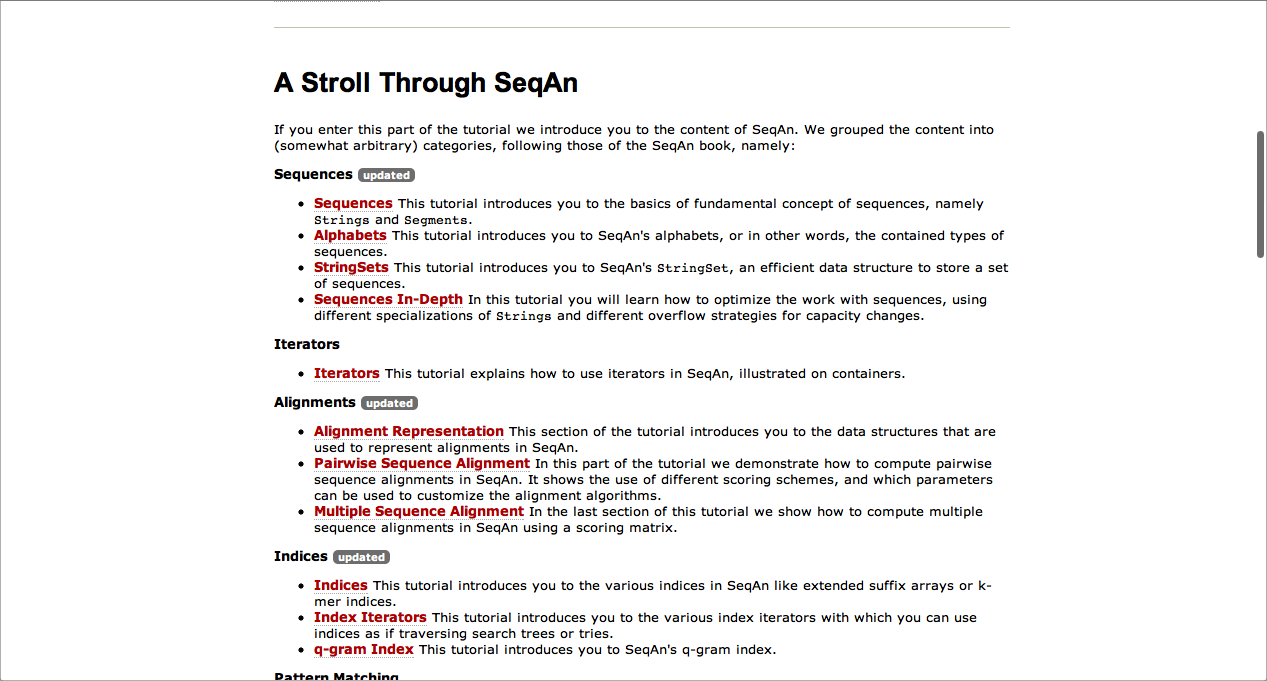 A Stroll Through SeqAn
If you enter this part of the tutorial we introduce you to the content of SeqAn. We grouped the content into
(somewhat arbitrary) categories, following those of the SeqAn book, namely:
Sequences updated
• Sequences This tutorial introduces you to the basics of fundamental concept of sequences, namely
Strings and Segments.
• Alphabets This tutorial introduces you to SeqAn's alphabets, or in other words, the contained types of
sequences.
• StringSets This tutorial introduces you to SeqAn's StringSet, an efficient data structure to store a set
of sequences.
• Sequences In-Depth In this tutorial you will learn how to optimize the work with sequences, using
different specializations of Strings and different overflow strategies for capacity changes.
Iterators
• Iterators This tutorial explains how to use iterators in SeqAn, illustrated on containers.
Alignments updated
• Alignment Representation This section of the tutorial introduces you to the data structures that are
used to represent alignments in SeqAn.
• Pairwise Sequence Alignment In this part of the tutorial we demonstrate how to compute pairwise
sequence alignments in SeqAn. It shows the use of different scoring schemes, and which parameters
can be used to customize the alignment algorithms.
• Multiple Sequence Alignment In the last section of this tutorial we show how to compute multiple
sequence alignments in SeqAn using a scoring matrix.
Indices updated
• Indices This tutorial introduces you to the various indices in SeqAn like extended suffix arrays or k-
mer indices.
• Index Iterators This tutorial introduces you to the various index iterators with which you can use
indices as if traversing search trees or tries.
• q-gram Index This tutorial introduces you to SeqAn's q-gram index.
Pattern Matching